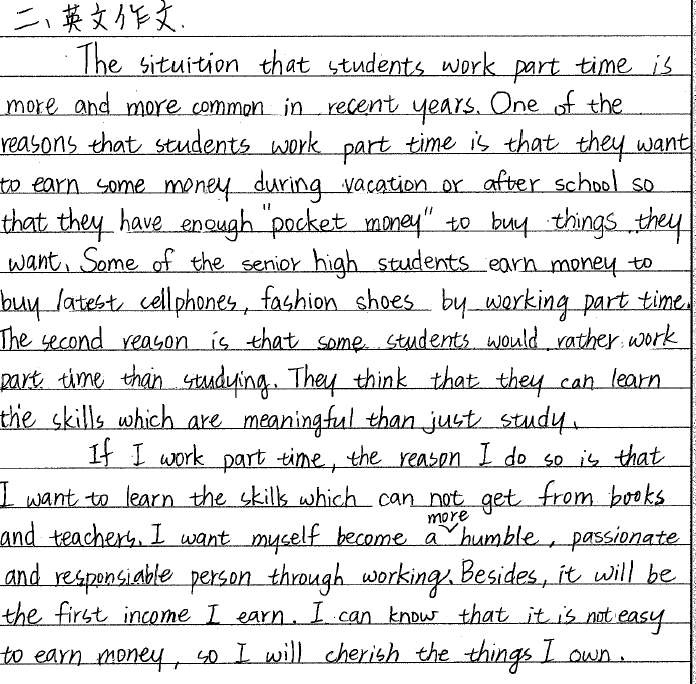 二、英文作文.
The situition that students work part time is
more and more common in recent years. One of the
reasons that students work part time is that they want
to earn some money during vacation or after school so
that they have enough "pocket money" to buy things they
want. Some of the senior high students earn money to
buy latest cellphones, fashion shoes by working part time.
The second reason is that some students would rather work
part time than studying. They think that they can learn
the skills which are meaningful than just study.
If I work part time, the reason I do so is that
I want to learn the skills which can not get from books
and teachers. I want myself become a more humble, passionate
and responsiable person through working. Besides, it will be
the first income I earn. I can know that it is not easy
to earn money, so I will cherish the things I own.